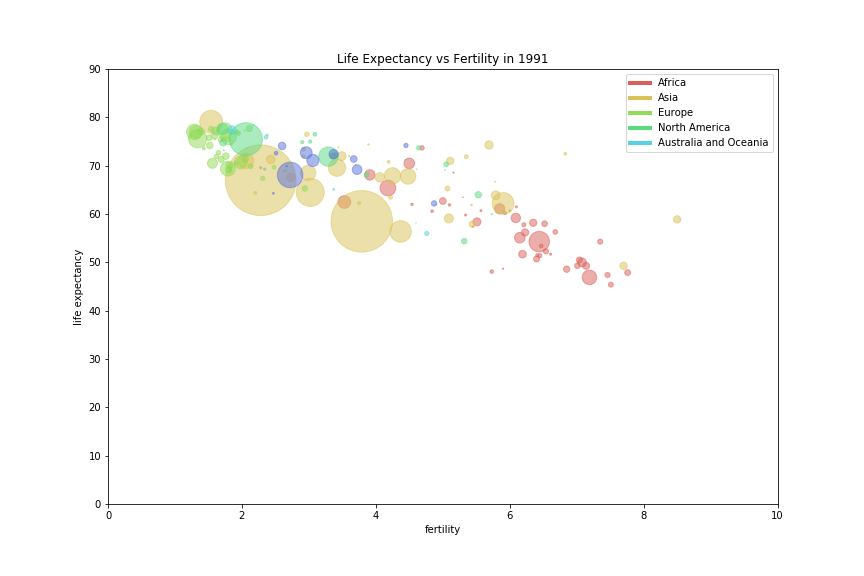 Life Expectancy vs Fertility in 1991
90
80
70
60
50
40
30
20
10
0
life expectancy
Africa
Asia
Europe
North America
Australia and Oceania
0
2
4
6
8
10
fertility